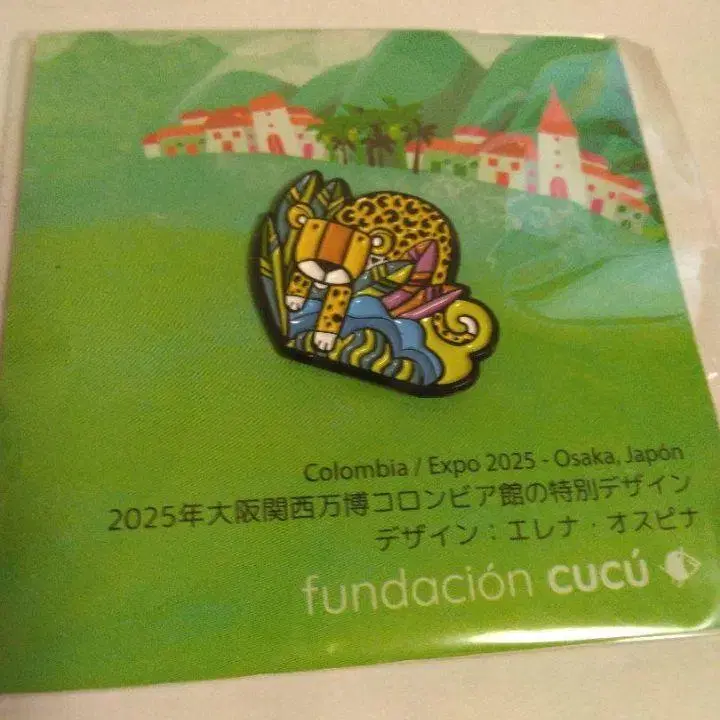 Colombia / Expo 2025 - Osaka, Japón
2025年大阪関西万博コロンビア館の特別デザイン
デザイン：エレナ・オスピナ
fundación cucú